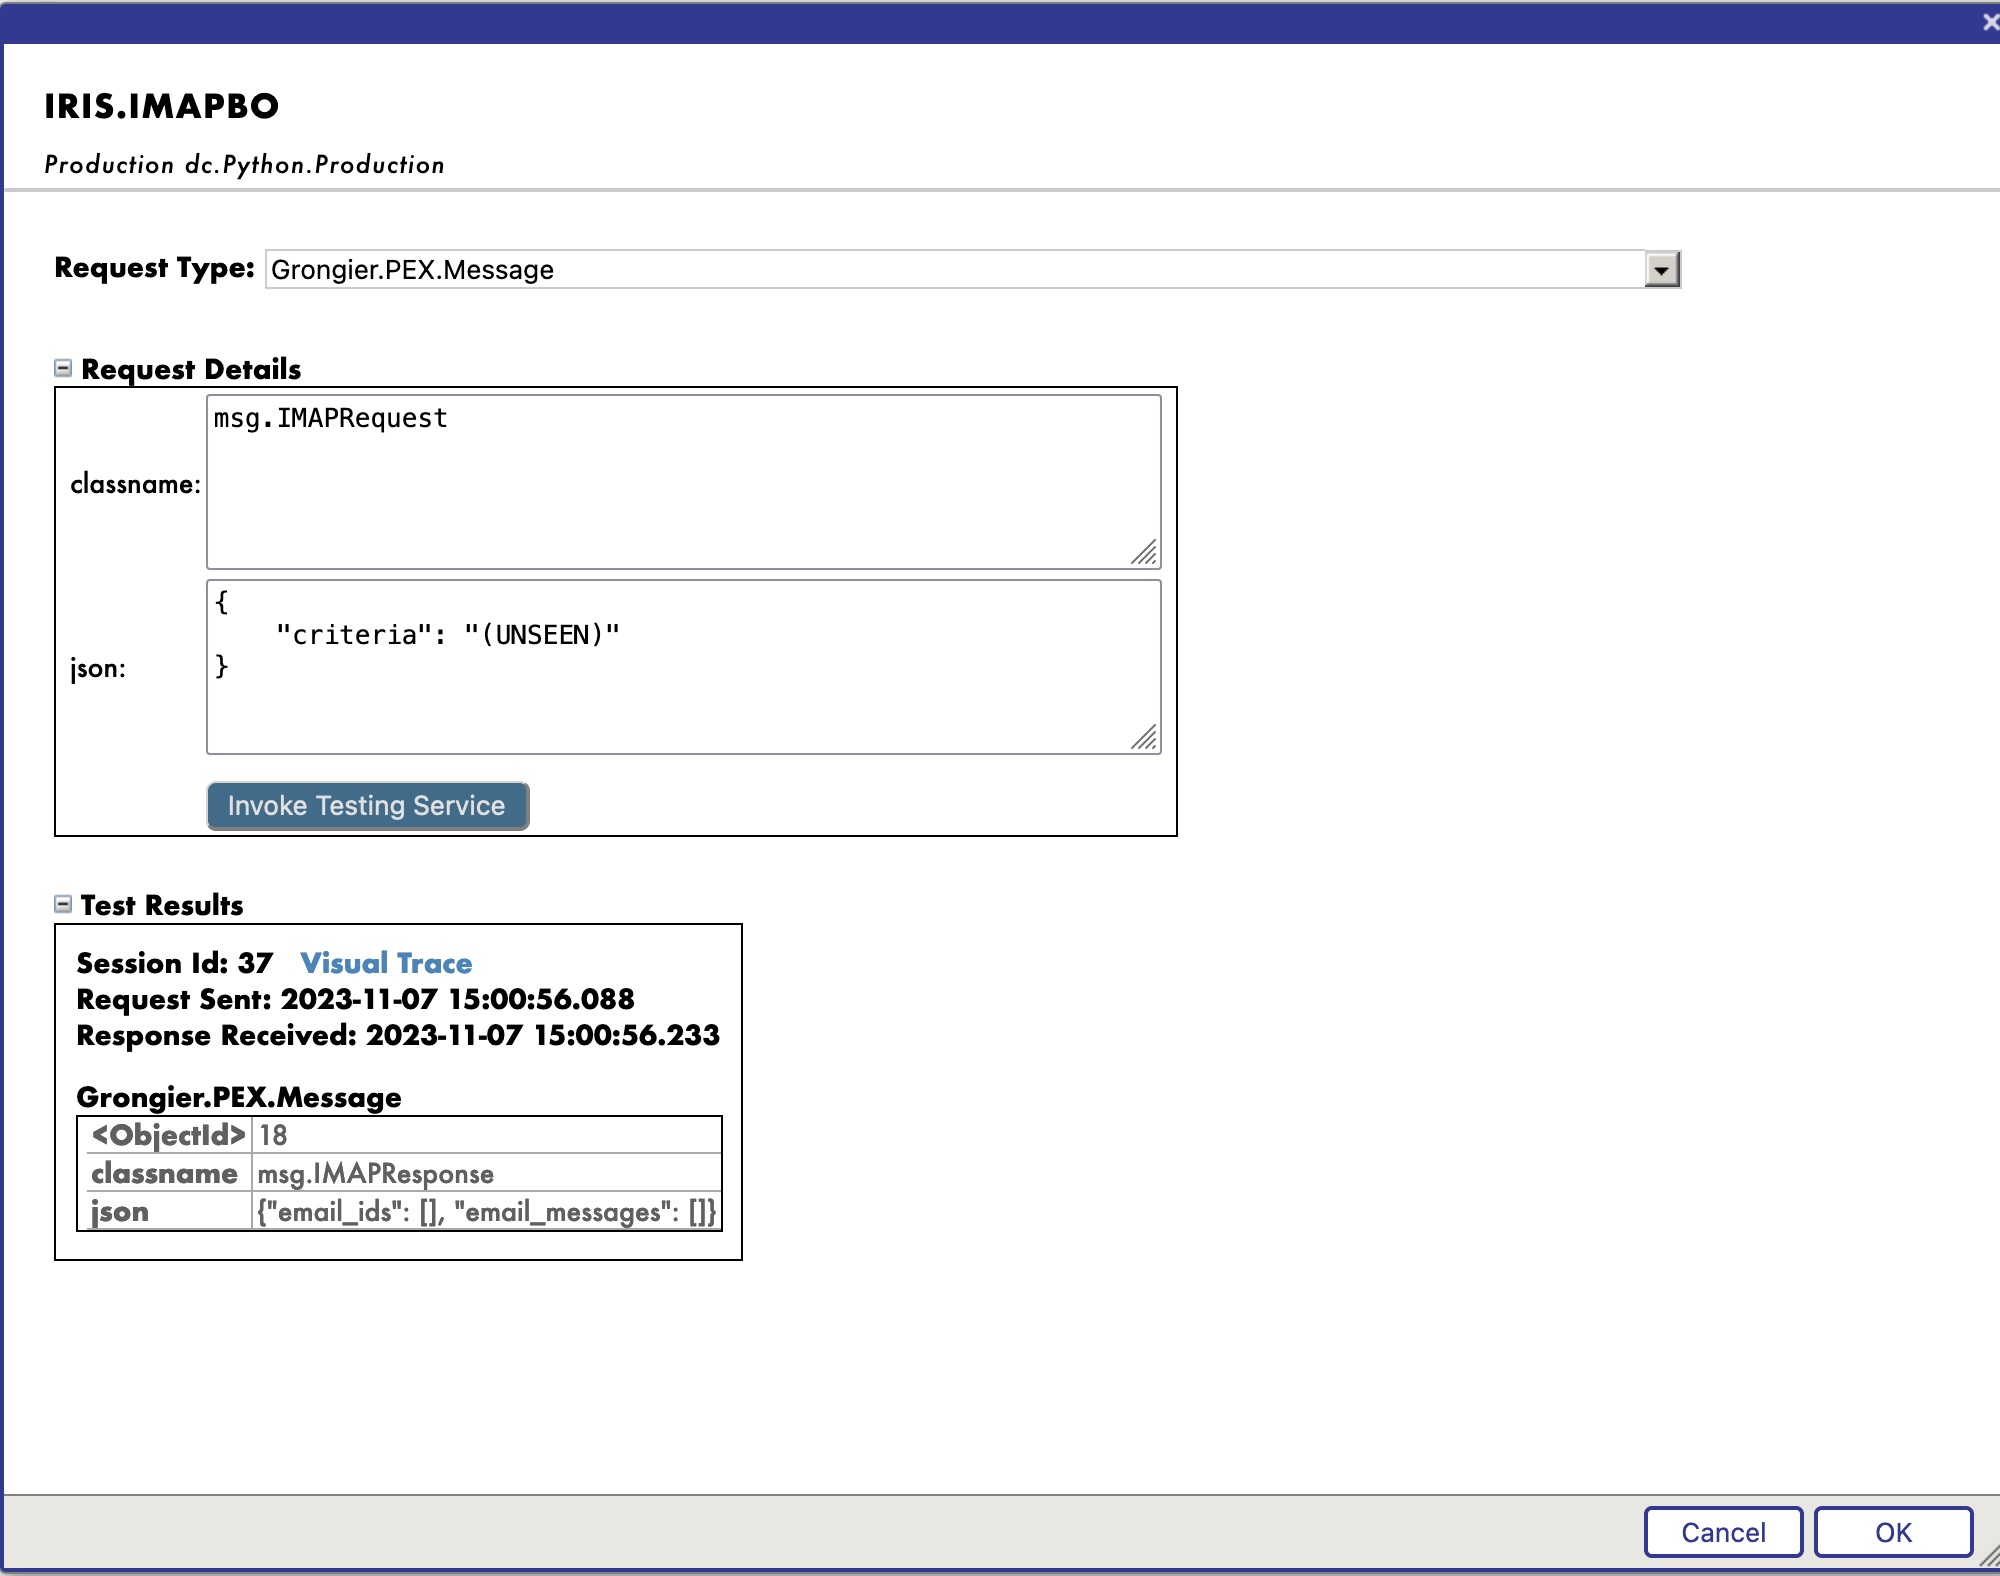 IRIS.IMAPBO
Production dc.Python.Production
Request Type: Grongier.PEX.Message
Request Details
classname: msg.IMAPRequest
json: {
    "criteria": "(UNSEEN)"
}
Invoke Testing Service
Test Results
Session Id: 37 Visual Trace
Request Sent: 2023-11-07 15:00:56.088
Response Received: 2023-11-07 15:00:56.233
Grongier.PEX.Message
<ObjectId> 18
classname msg.IMAPResponse
json {"email_ids": [], "email_messages": []}
Cancel OK